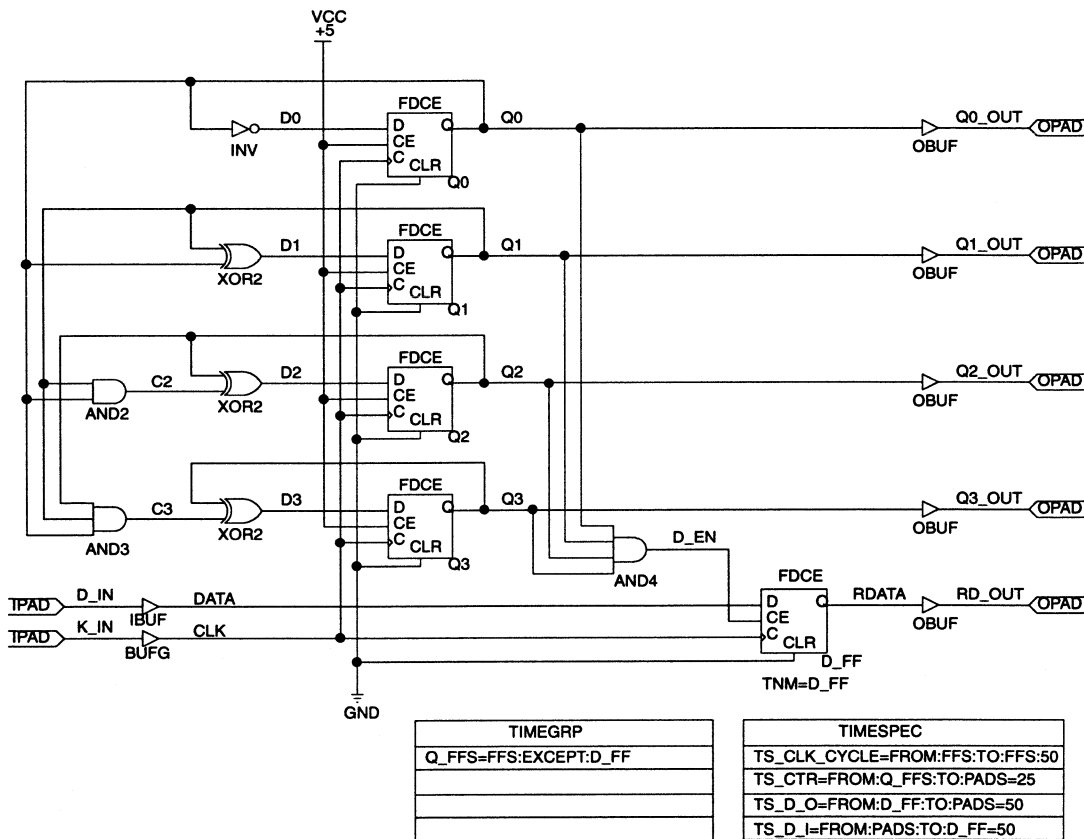 VCC
+5
FDCE
D0
D
Q
Q0
Q0_OUT
OPAD
INV
CE
OBUF
C
CLR
Q0
FDCE
D1
D
Q
Q1
Q1_OUT
OPAD
XOR2
CE
OBUF
C
CLR
Q1
FDCE
C2
D2
D
Q
Q2
Q2_OUT
OPAD
AND2
XOR2
CE
OBUF
C
CLR
Q2
FDCE
C3
D3
D
Q
Q3
Q3_OUT
OPAD
AND3
XOR2
CE
OBUF
C
CLR
Q3
D_EN
AND4
FDCE
IPAD
D_IN
IBUF
DATA
D
Q
RDATA
OBUF
RD_OUT
OPAD
CE
IPAD
K_IN
BUFG
CLK
C
CLR
D_FF
TNM=D_FF
GND
TIMEGRP
Q_FFS=FFS:EXCEPT:D_FF
TIMESPEC
TS_CLK_CYCLE=FROM:FFS:TO:FFS:50
TS_CTR=FROM:Q_FFS:TO:PADS=25
TS_D_O=FROM:D_FF:TO:PADS=50
TS_D_I=FROM:PADS:TO:D_FF=50